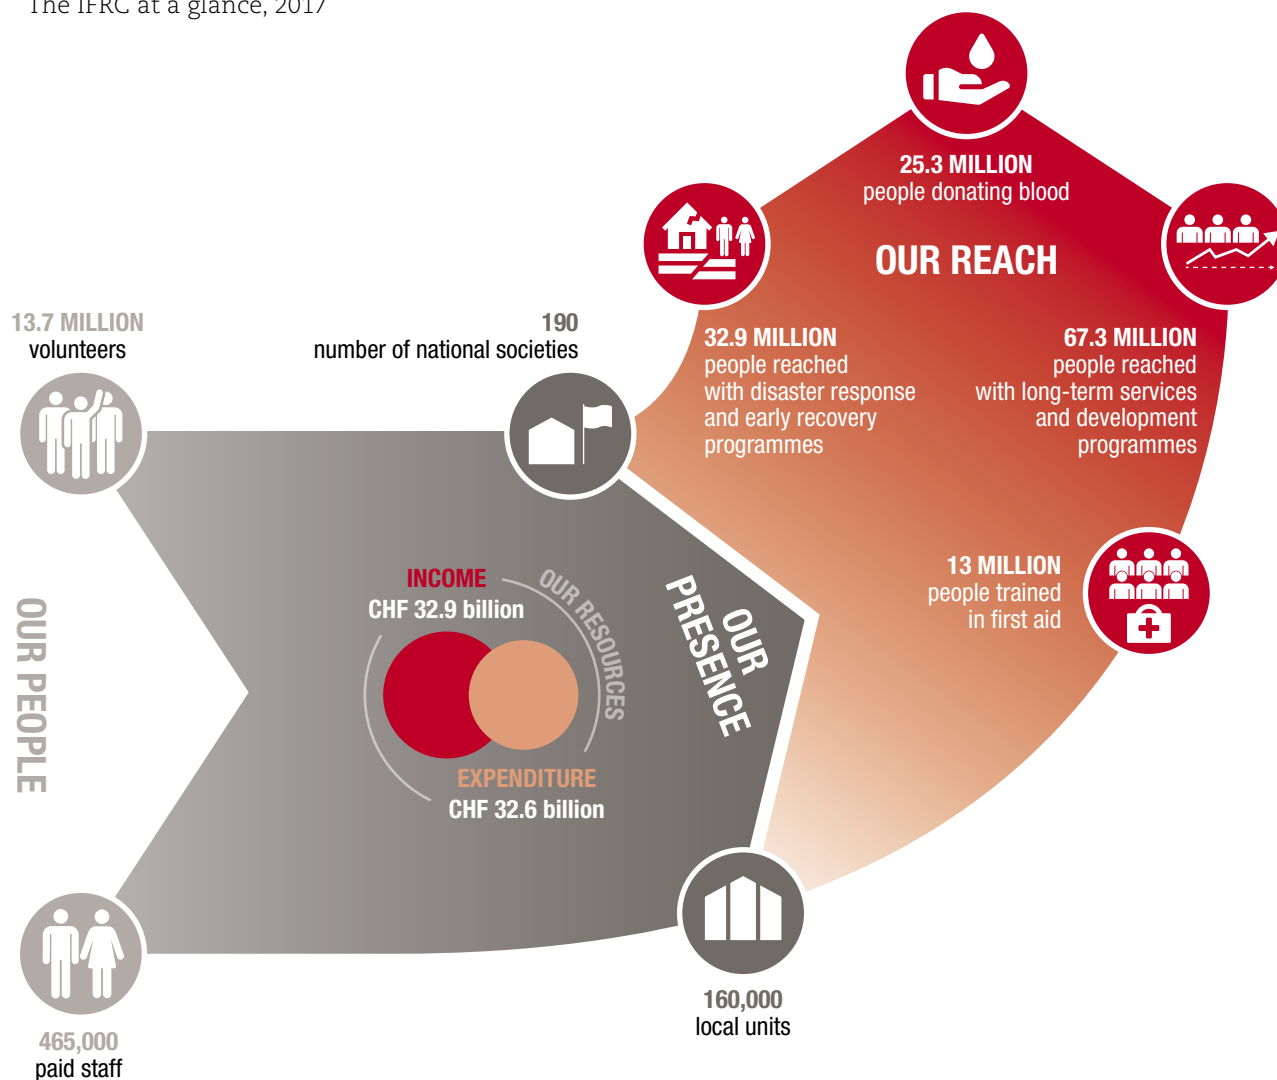 The IFRC at a glance, 2017
25.3 MILLION
people donating blood
OUR REACH
32.9 MILLION
people reached
with disaster response
and early recovery
programmes
67.3 MILLION
people reached
with long-term services
and development
programmes
13 MILLION
people trained
in first aid
13.7 MILLION
volunteers
190
number of national societies
OUR PEOPLE
INCOME
CHF 32.9 billion
OUR RESOURCES
EXPENDITURE
CHF 32.6 billion
OUR
PRESENCE
160,000
local units
465,000
paid staff